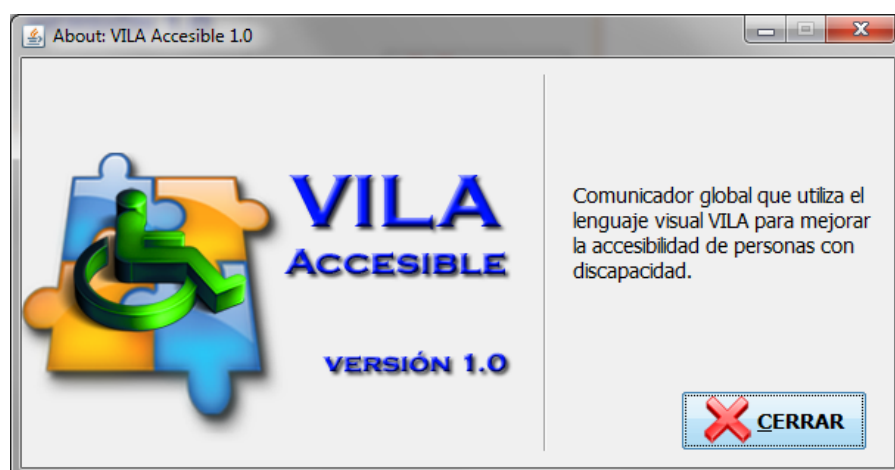 About: VILA Accesible 1.0
VILA
ACCESIBLE
VERSIÓN 1.0
Comunicador global que utiliza el
lenguaje visual VILA para mejorar
la accesibilidad de personas con
discapacidad.
CERRAR